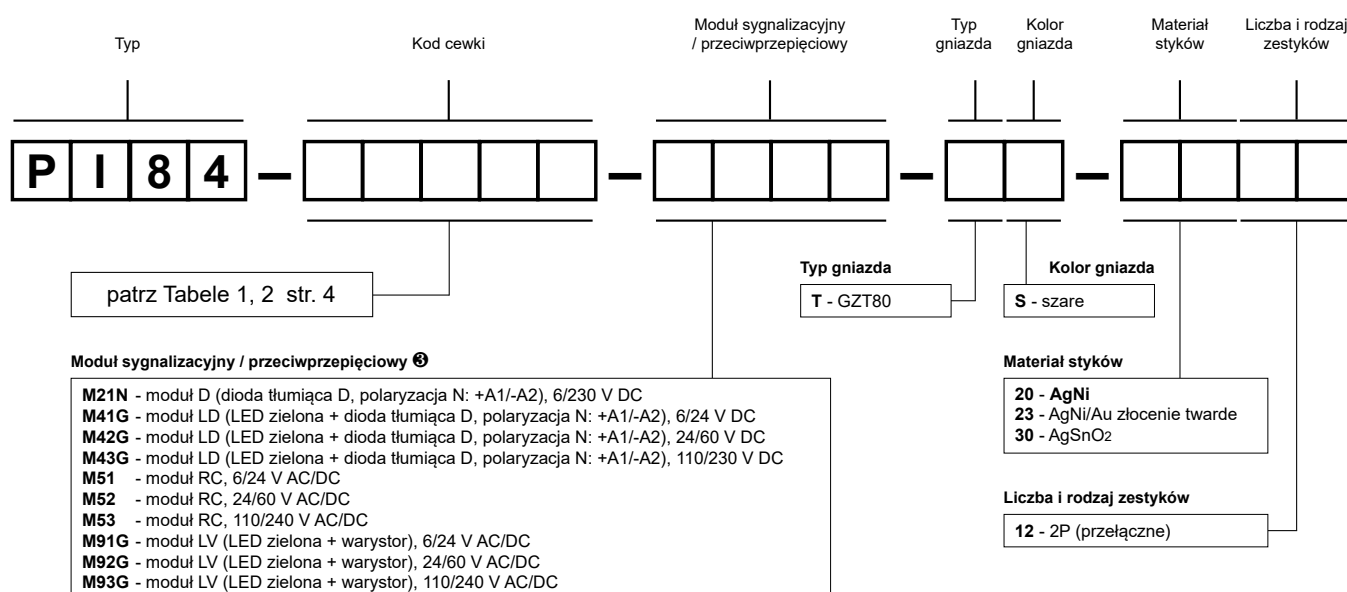 Typ
Kod cewki
Moduł sygnalizacyjny
/ przeciwprzepięciowy
Typ
gniazda
Kolor
gniazda
Materiał
styków
Liczba i rodzaj
zestyków
P I 8 4 – – – –
patrz Tabele 1, 2 str. 4
Typ gniazda
T - GZT80
Kolor gniazda
S - szare
Moduł sygnalizacyjny / przeciwprzepięciowy ❸
M21N - moduł D (dioda tłumiąca D, polaryzacja N: +A1/-A2), 6/230 V DC
M41G - moduł LD (LED zielona + dioda tłumiąca D, polaryzacja N: +A1/-A2), 6/24 V DC
M42G - moduł LD (LED zielona + dioda tłumiąca D, polaryzacja N: +A1/-A2), 24/60 V DC
M43G - moduł LD (LED zielona + dioda tłumiąca D, polaryzacja N: +A1/-A2), 110/230 V DC
M51 - moduł RC, 6/24 V AC/DC
M52 - moduł RC, 24/60 V AC/DC
M53 - moduł RC, 110/240 V AC/DC
M91G - moduł LV (LED zielona + warystor), 6/24 V AC/DC
M92G - moduł LV (LED zielona + warystor), 24/60 V AC/DC
M93G - moduł LV (LED zielona + warystor), 110/240 V AC/DC
Materiał styków
20 - AgNi
23 - AgNi/Au złocenie twarde
30 - AgSnO2
Liczba i rodzaj zestyków
12 - 2P (przełączne)